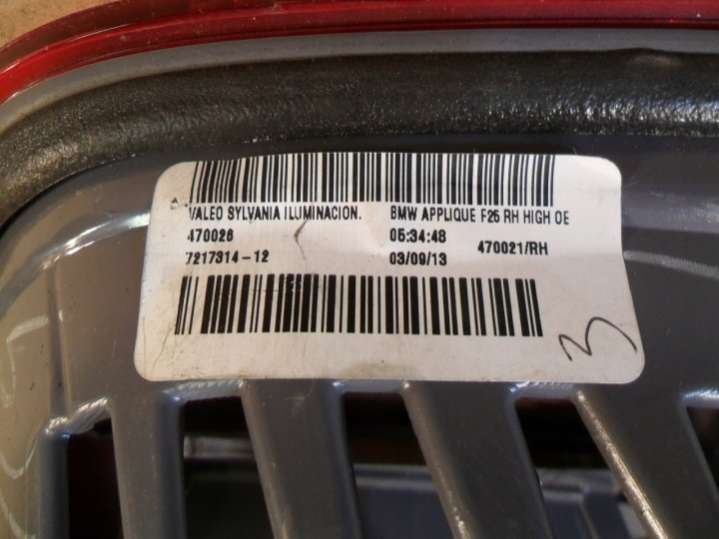 VALEO SYLVANIA ILUMINACION. BMW APPLIQUE F25 RH HIGH OE
470026 05:34:48 470021/RH
7217314-12 03/09/13
3